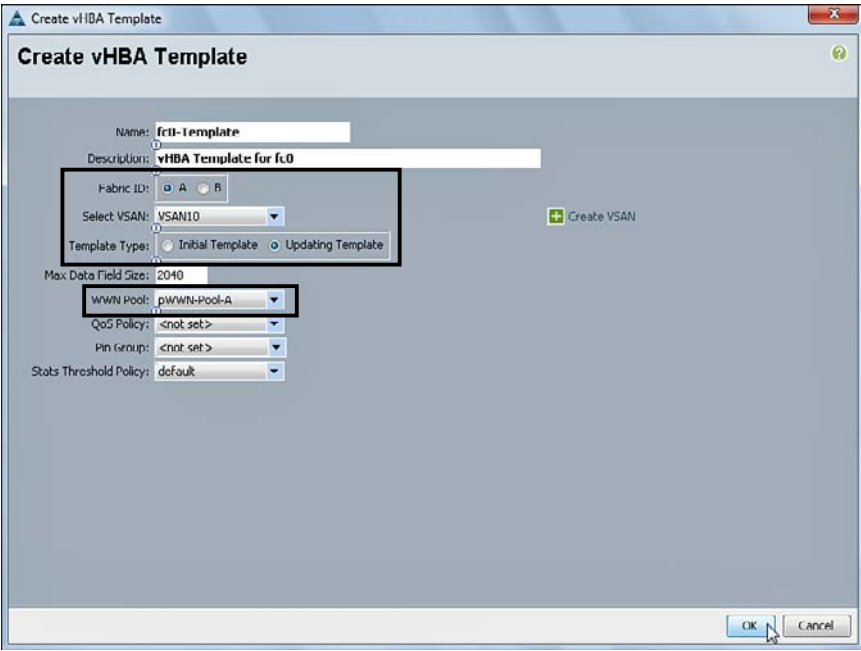 Create vHBA Template
Create vHBA Template
Name: fc0-Template
Description: vHBA Template for fc0
Fabric ID: A B
Select VSAN: VSAN10
Create VSAN
Template Type: Initial Template Updating Template
Max Data Field Size: 2048
WWN Pool: pWWN-Pool-A
QoS Policy: <not set>
Pin Group: <not set>
Stats Threshold Policy: default
OK Cancel